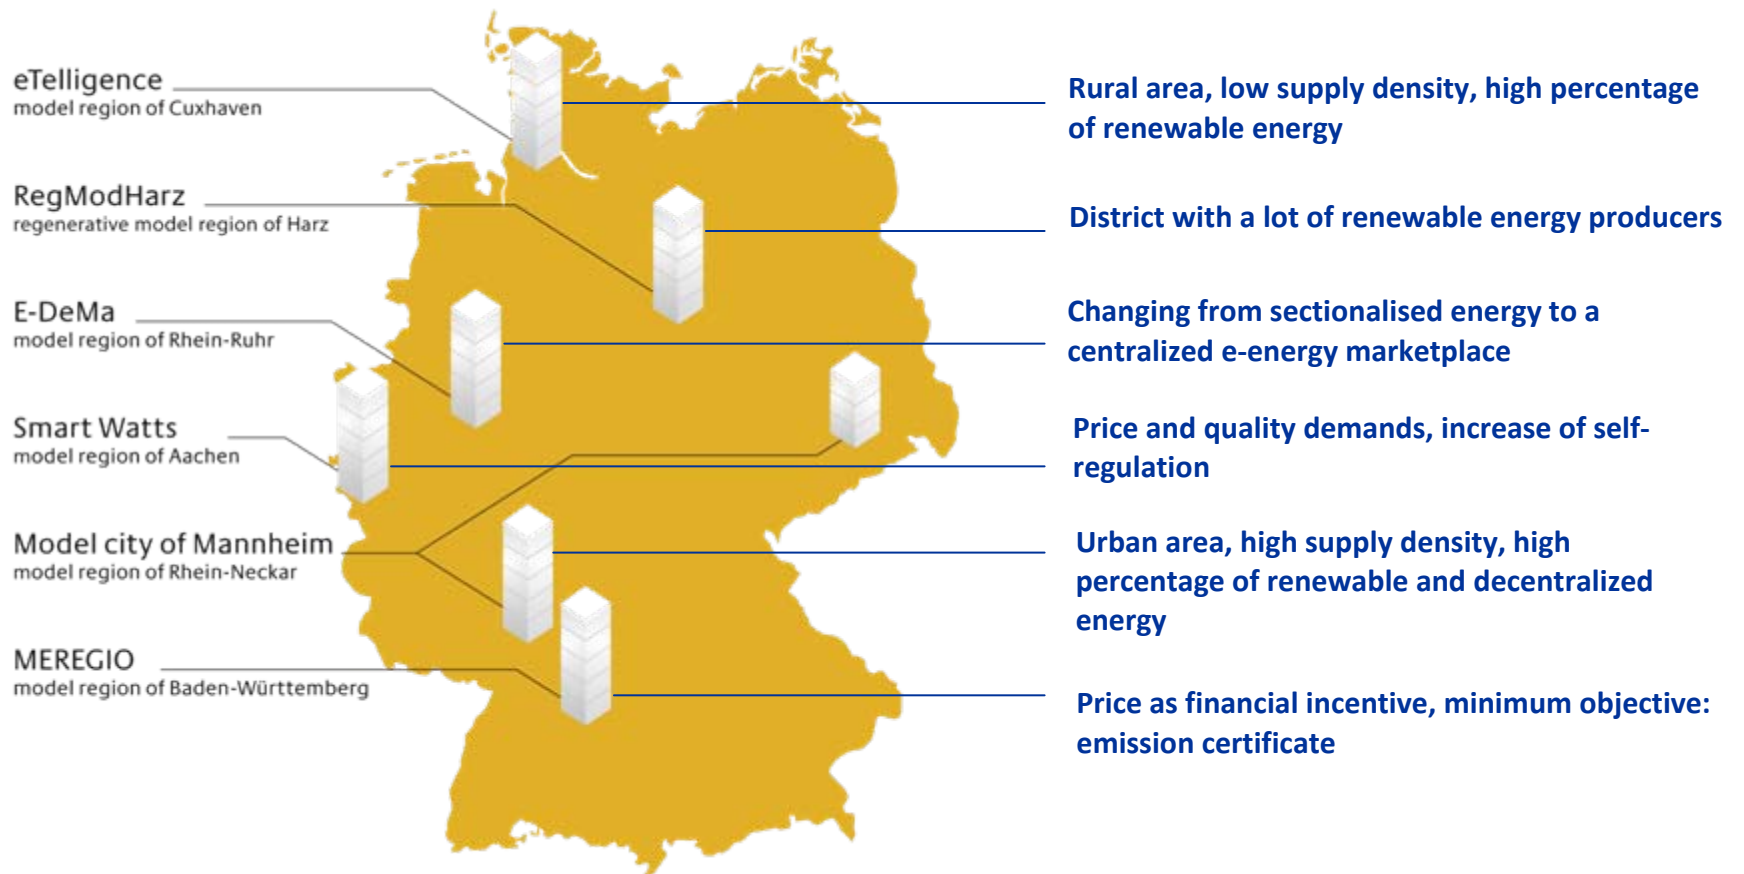 eTelligence
model region of Cuxhaven
Rural area, low supply density, high percentage
of renewable energy
RegModHarz
regenerative model region of Harz
District with a lot of renewable energy producers
E-DeMa
model region of Rhein-Ruhr
Changing from sectionalised energy to a
centralized e-energy marketplace
Smart Watts
model region of Aachen
Price and quality demands, increase of self-
regulation
Model city of Mannheim
model region of Rhein-Neckar
Urban area, high supply density, high
percentage of renewable and decentralized
energy
MEREGIO
model region of Baden-Württemberg
Price as financial incentive, minimum objective:
emission certificate